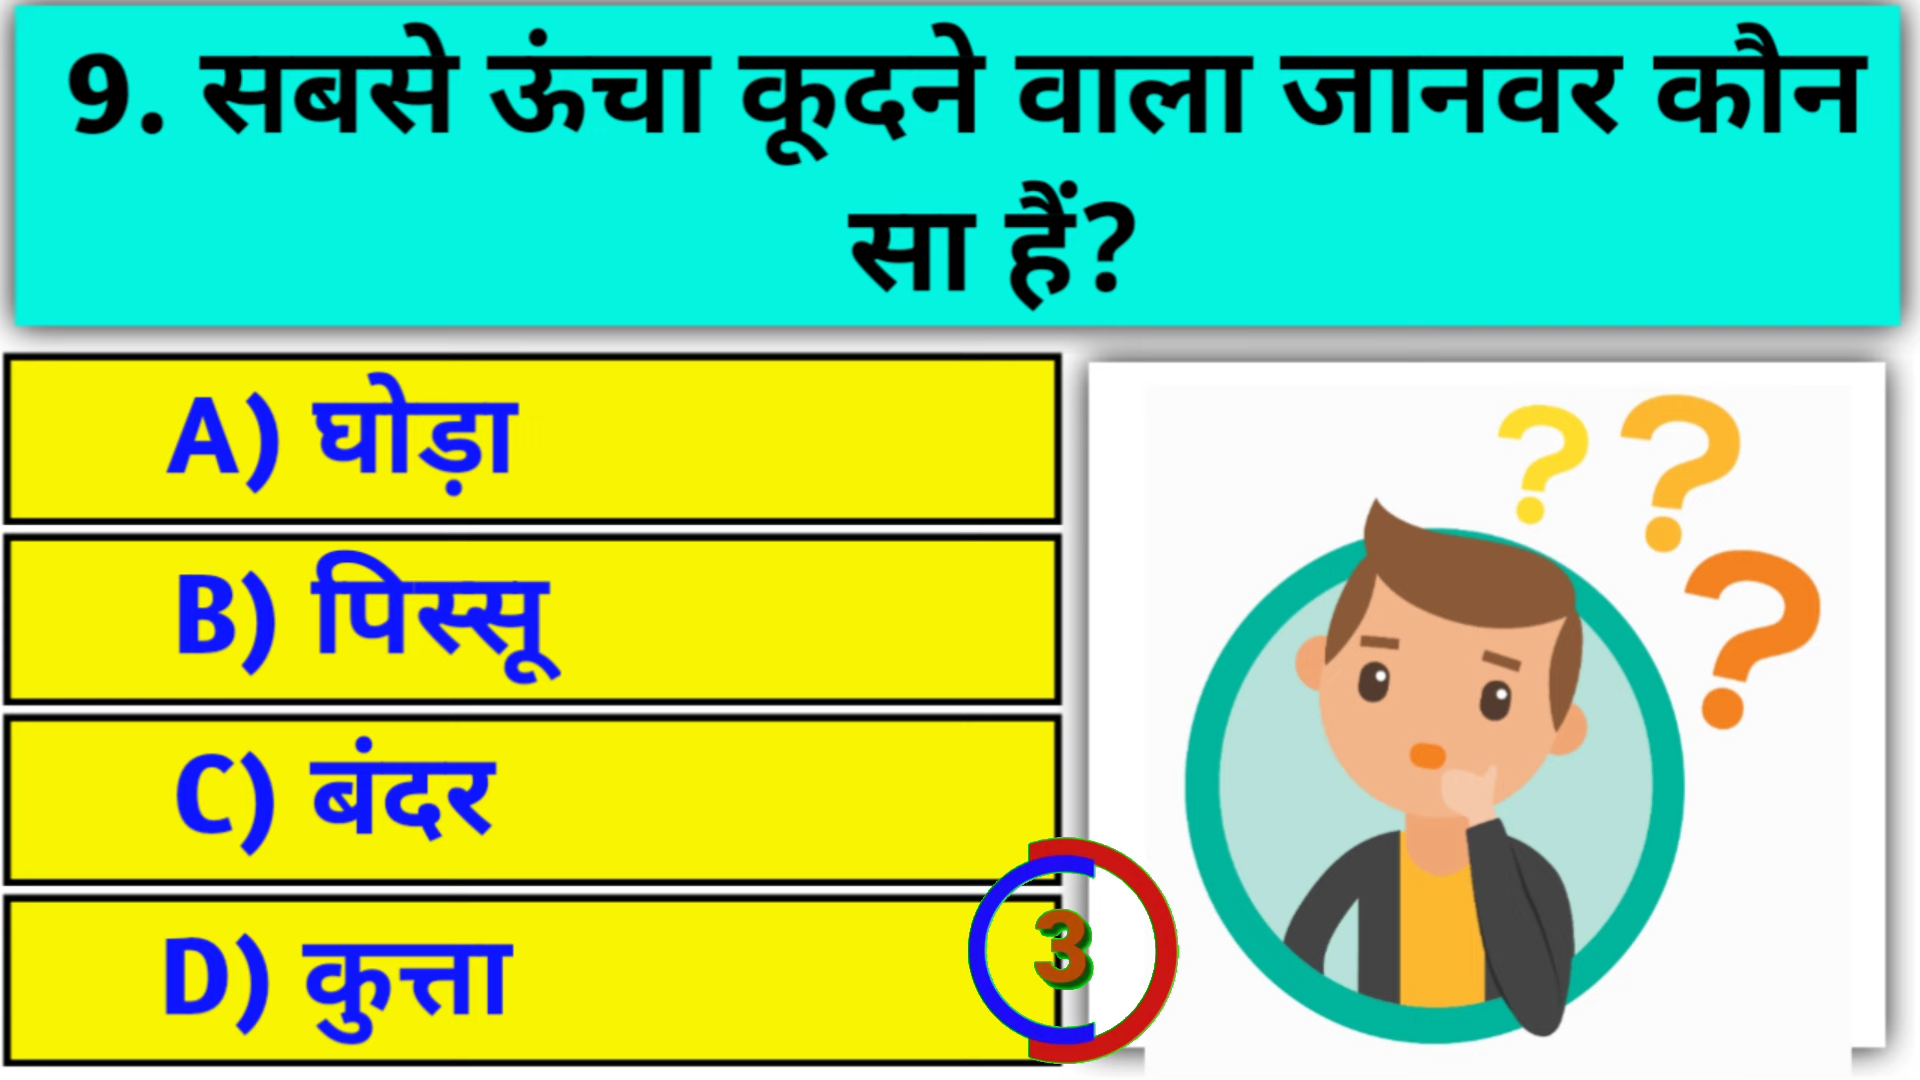 9. सबसे ऊंचा कूदने वाला जानवर कौन
सा हैं?
A) घोड़ा
B) पिस्सू
C) बंदर
D) कुत्ता
3
? ? ?